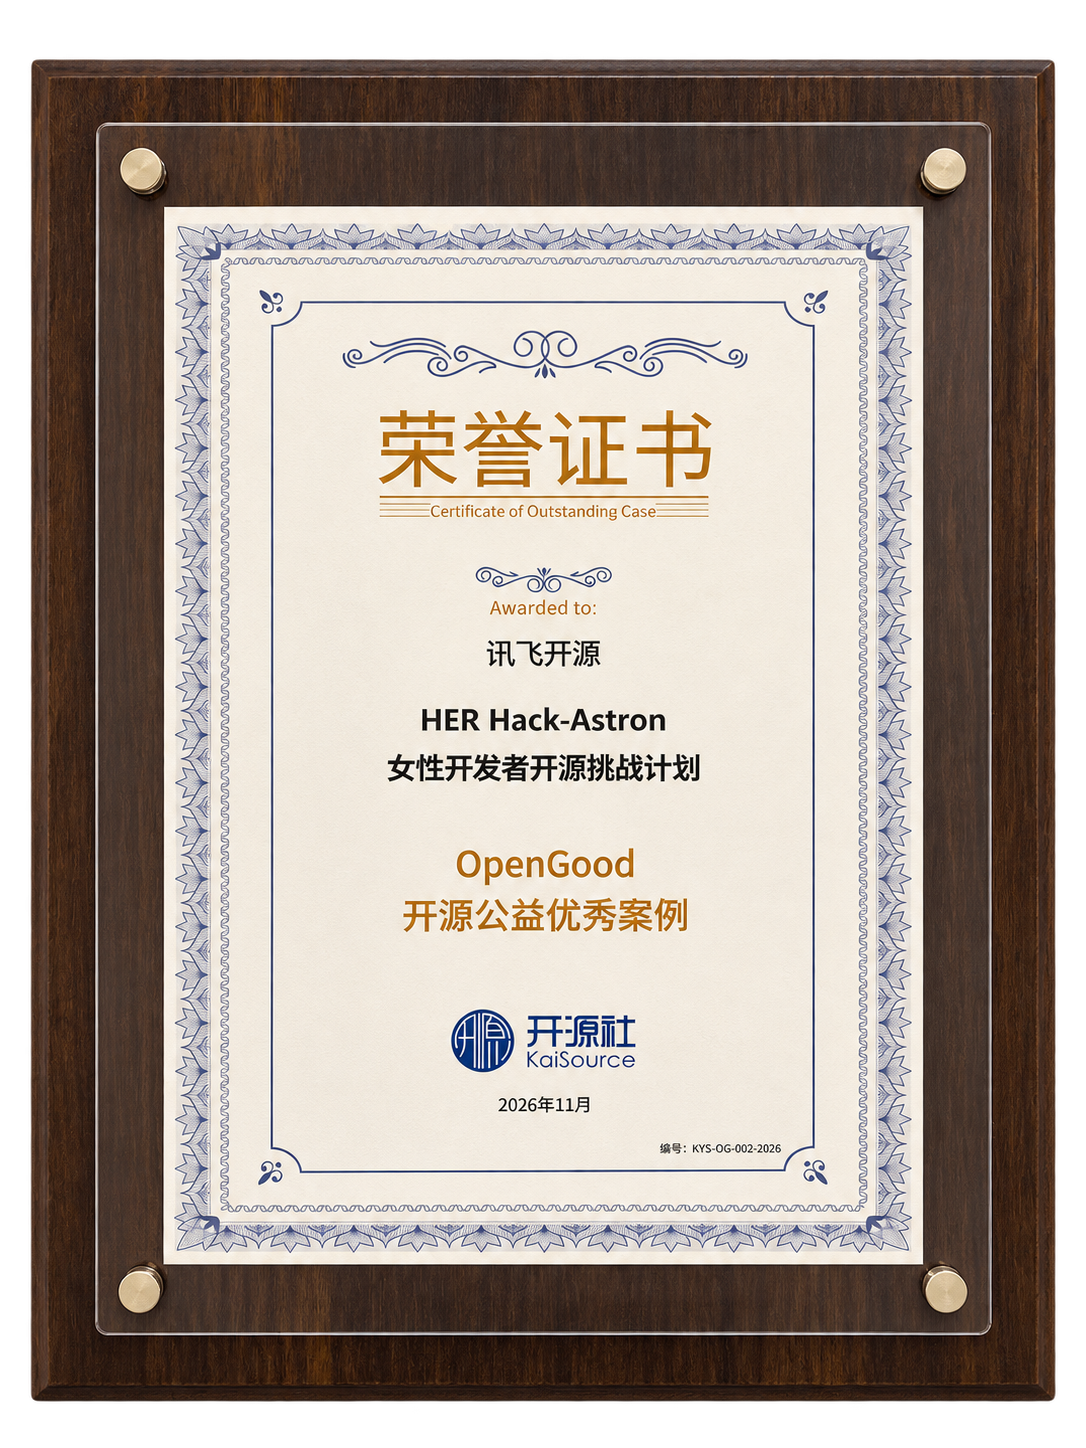 荣誉证书
Certificate of Outstanding Case
Awarded to:
讯飞开源
HER Hack-Astron
女性开发者开源挑战计划
OpenGood
开源公益优秀案例
开源社
KaiSource
2026年11月
编号：KYS-OG-002-2026